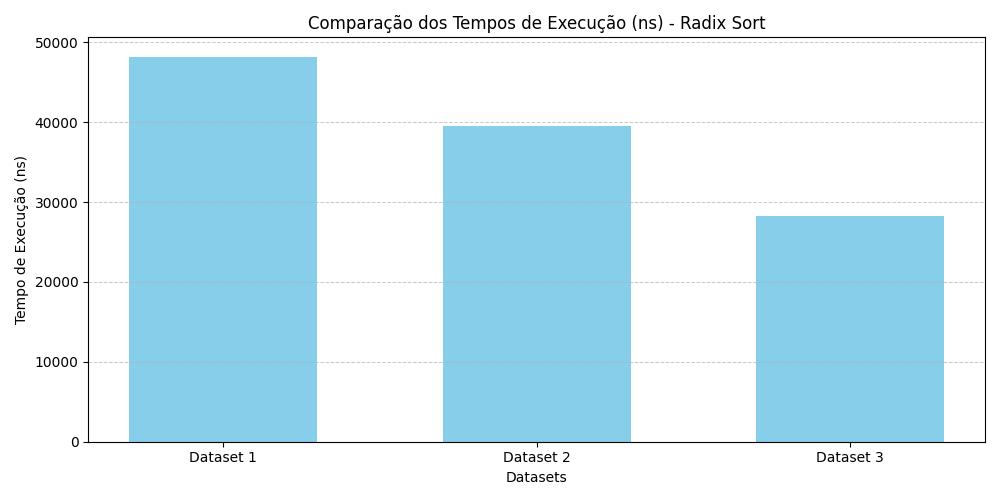 Comparação dos Tempos de Execução (ns) - Radix Sort
50000
40000
30000
20000
10000
0
Tempo de Execução (ns)
Dataset 1
Dataset 2
Dataset 3
Datasets